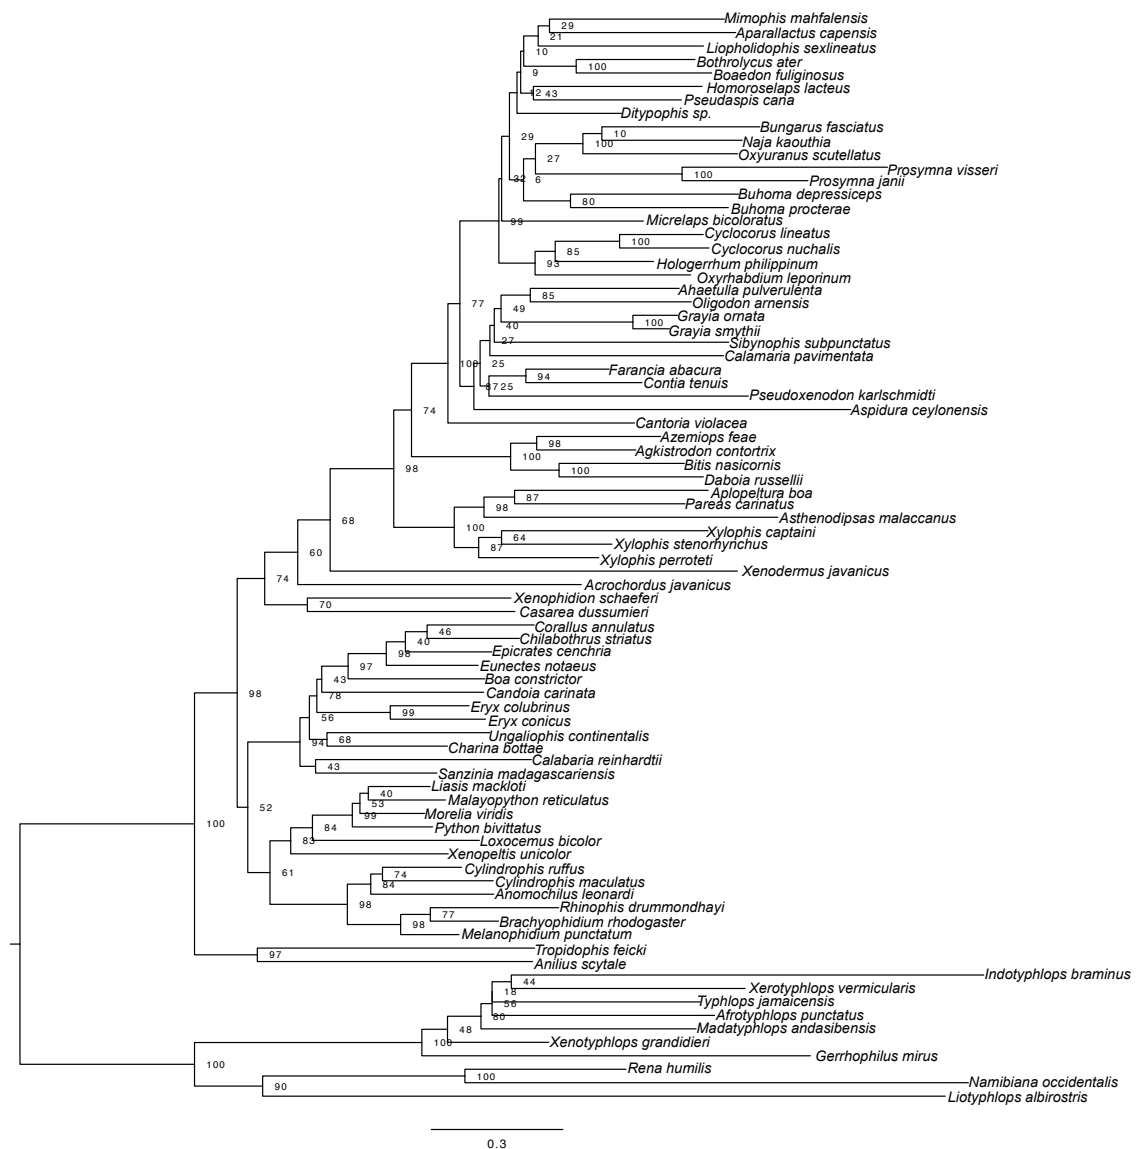 Mimophis mahfalensis
29
Aparallactus capensis
21
Liopholidophis sexlineatus
10
Bothrolycus ater
100
9
Boaedon fuliginosus
Homoroselaps lacteus
12 43
Pseudaspis cana
Ditypophis sp.
Bungarus fasciatus
29
10
Naja kaouthia
100
Oxyuranus scutellatus
27
Prosymna visseri
100
32 6
Prosymna janii
Buhoma depressiceps
80
Buhoma procterae
99
Micrelaps bicoloratus
Cyclocorus lineatus
100
85
Cyclocorus nuchalis
93
Hologerrhum philippinum
Oxyrhabdium leporinum
Ahaetulla pulverulenta
85
77
Oligodon arnensis
49
Grayia ornata
100
40
Grayia smythii
27
Sibynophis subpunctatus
Calamaria pavimentata
100 25
Farancia abacura
94
Contia tenuis
87 25
Pseudoxenodon karlschmidti
74
Aspidura ceylonensis
Cantoria violacea
Azemiops feae
98
Agkistrodon contortrix
100
Bitis nasicornis
98
100
Daboia russellii
Aplopeltura boa
87
Pareas carinatus
98
Asthenodipsas malaccanus
68
100
Xylophis captaini
64
Xylophis stenorhynchus
87
60
Xylophis perroteti
Xenodermus javanicus
74
Acrochordus javanicus
Xenophidion schaeferi
70
Casarea dussumieri
Corallus annulatus
46
Chilabothrus striatus
40
Epicrates cenchria
98
Eunectes notaeus
97
Boa constrictor
43
98
Candoia carinata
78
Eryx colubrinus
99
56
Eryx conicus
Ungaliophis continentalis
94 68
Charina bottae
Calabaria reinhardtii
43
Sanzinia madagascariensis
Liasis mackloti
40
Malayopython reticulatus
52
53
Morelia viridis
99
100
84
Python bivittatus
83
Loxocemus bicolor
Xenopeltis unicolor
61
Cylindrophis ruffus
74
Cylindrophis maculatus
84
Anomochilus leonardi
98
Rhinophis drummondhayi
77
Brachyophidium rhodogaster
98
Melanophidium punctatum
Tropidophis feicki
97
Anilius scytale
Indotyphlops braminus
44
Xerotyphlops vermicularis
18
Typhlops jamaicensis
56
Afrotyphlops punctatus
80
Madatyphlops andasibensis
48
Xenotyphlops grandidieri
100
Gerrhophilus mirus
100
Rena humilis
100
Namibiana occidentalis
90
Liotyphlops albirostris
0.3